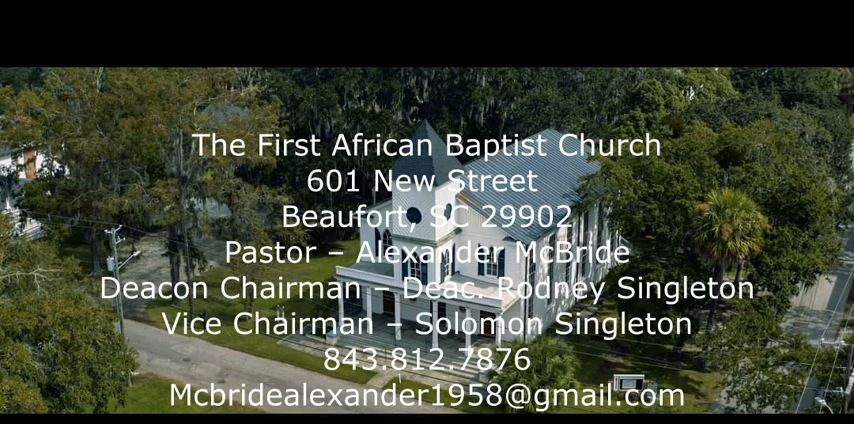 The First African Baptist Church
601 New Street
Beaufort, SC 29902
Pastor – Alexander McBride
Deacon Chairman – Deac. Rodney Singleton
Vice Chairman – Solomon Singleton
843.812.7876
Mcbridealexander1958@gmail.com